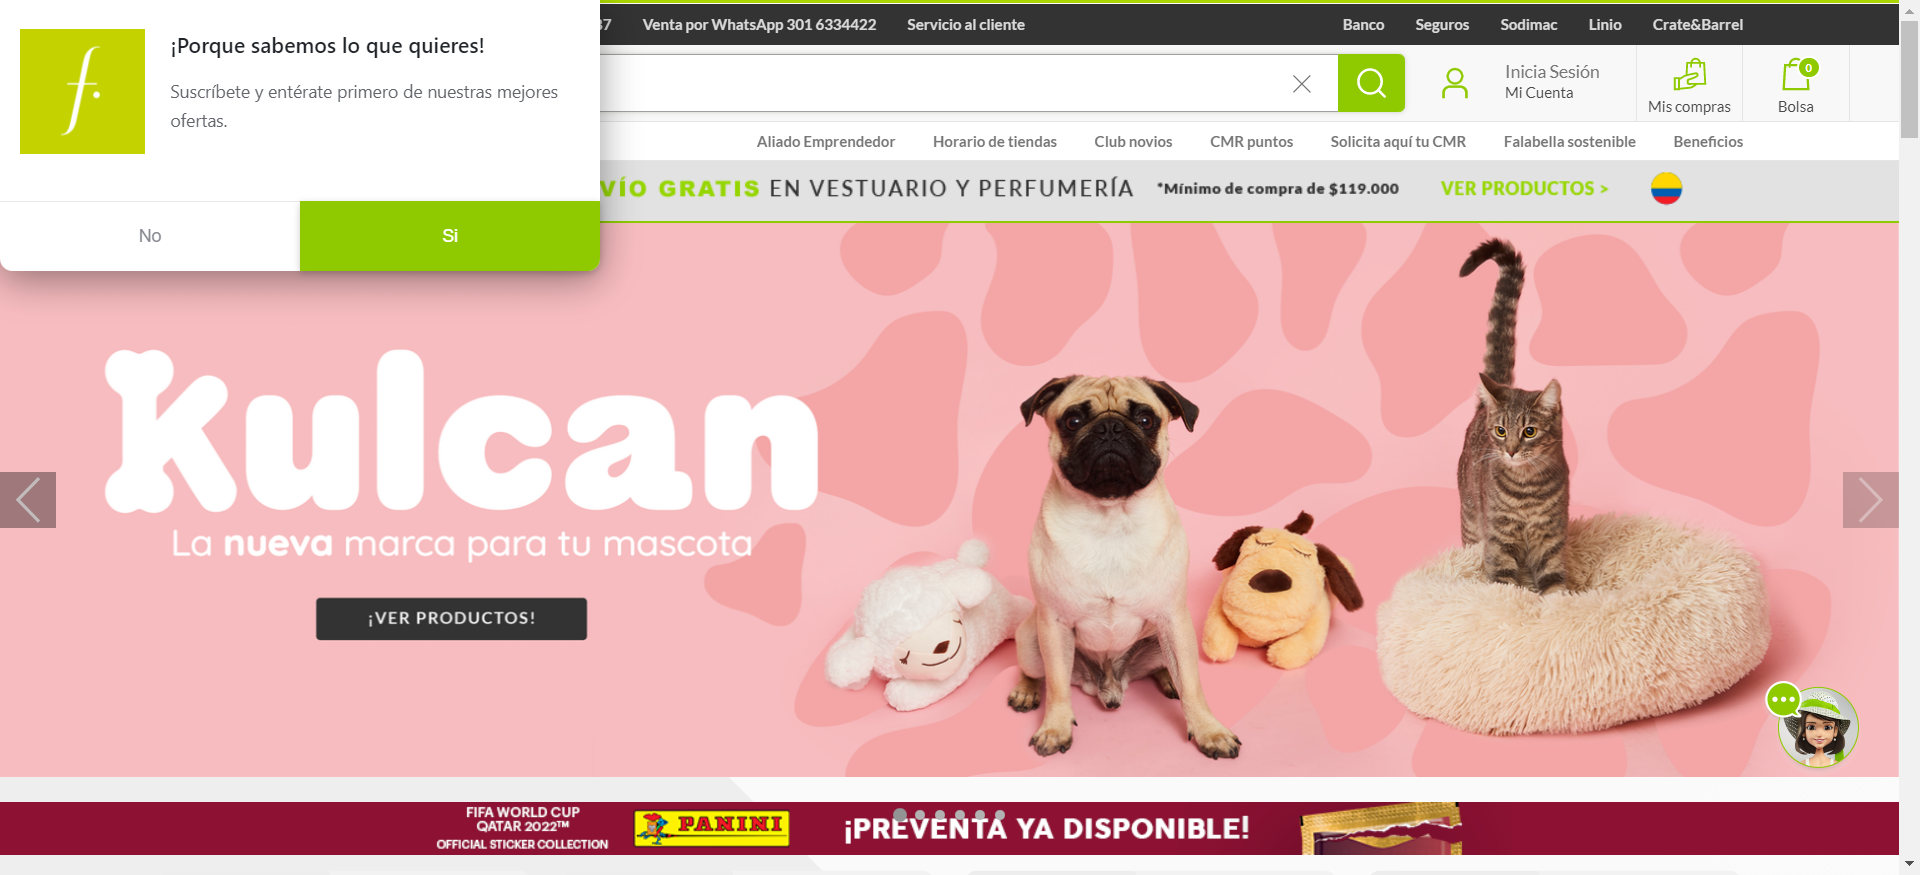 ¡Porque sabemos lo que quieres!
Suscríbete y entérate primero de nuestras mejores
ofertas.
No
Si
Venta por WhatsApp 301 6334422
Servicio al cliente
Banco
Seguros
Sodimac
Linio
Crate&Barrel
Inicia Sesión
Mi Cuenta
Mis compras
0
Bolsa
Aliado Emprendedor
Horario de tiendas
Club novios
CMR puntos
Solicita aquí tu CMR
Falabella sostenible
Beneficios
VÍO GRATIS EN VESTUARIO Y PERFUMERÍA *Mínimo de compra de $119.000 VER PRODUCTOS >
Kulcan
La nueva marca para tu mascota
¡VER PRODUCTOS!
FIFA WORLD CUP
QATAR 2022™
OFFICIAL STICKER COLLECTION
PANINI
¡PREVENTA YA DISPONIBLE!